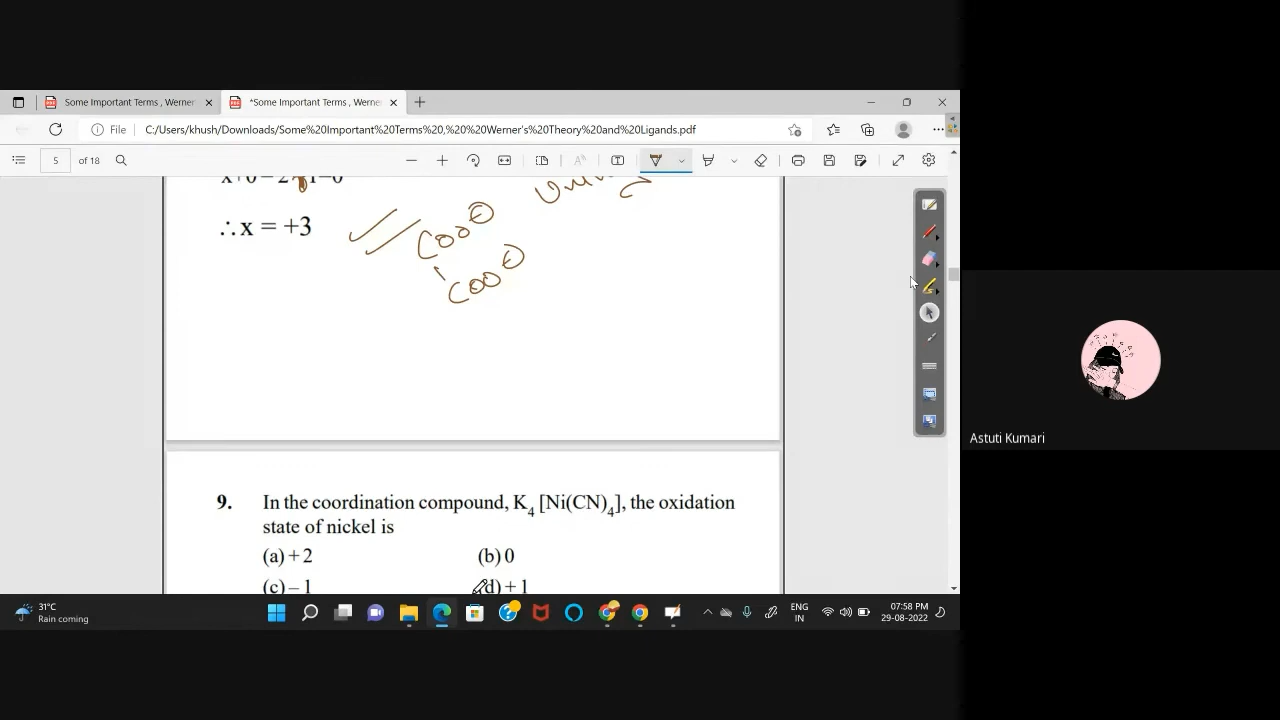 Some Important Terms , Werner
*Some Important Terms , Werne
File
C:/Users/khush/Downloads/Some%20Important%20Terms%20,%20%20Werner's%20Theory%20and%20Ligands.pdf
5 of 18
x+0-2
∴x = +3
COO⊖
COO⊖
9. In the coordination compound, K₄ [Ni(CN)₄], the oxidation
state of nickel is
(a) + 2 (b) 0
(c) – 1 d) + 1
Astuti Kumari
31°C
Rain coming
ENG
IN
07:58 PM
29-08-2022